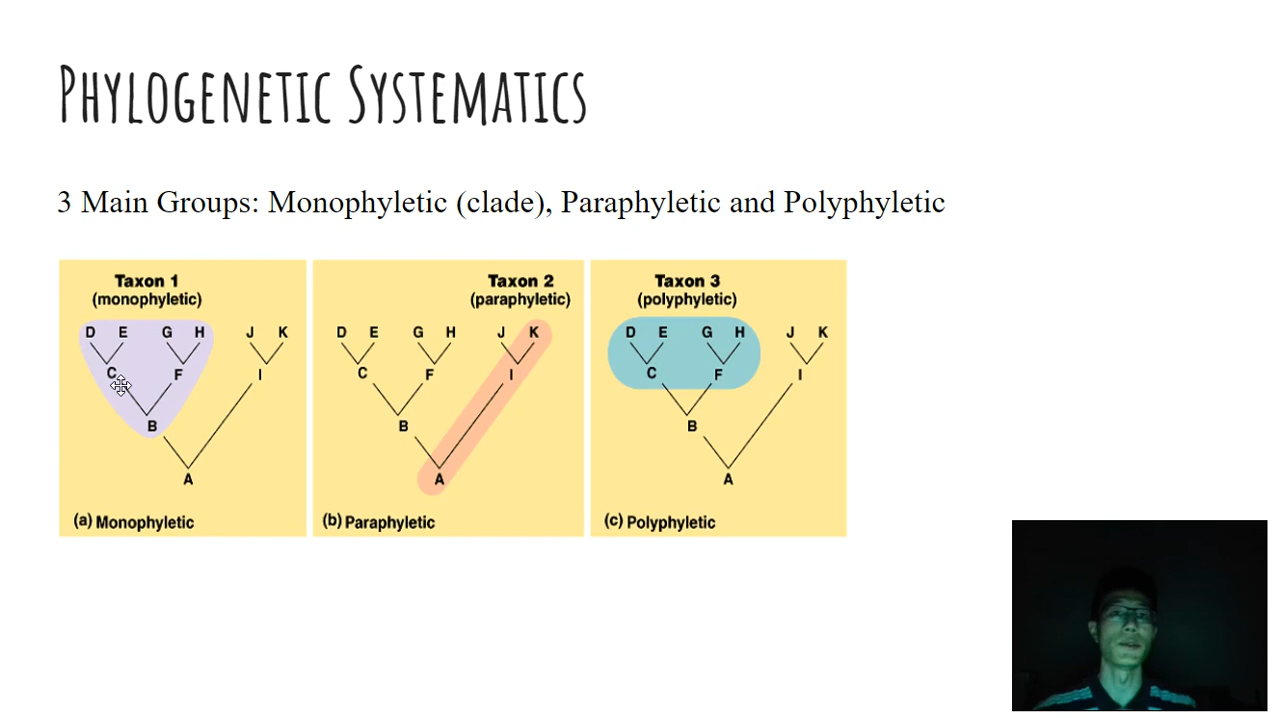 PHYLOGENETIC SYSTEMATICS
3 Main Groups: Monophyletic (clade), Paraphyletic and Polyphyletic
Taxon 1
(monophyletic)
D E G H J K
C F I
B
A
(a) Monophyletic
Taxon 2
(paraphyletic)
D E G H J K
C F I
B
A
(b) Paraphyletic
Taxon 3
(polyphyletic)
D E G H J K
C F I
B
A
(c) Polyphyletic